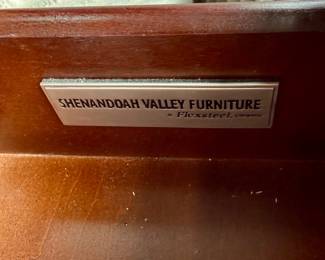 SHENANDOAH VALLEY FURNITURE
a Flexsteel company